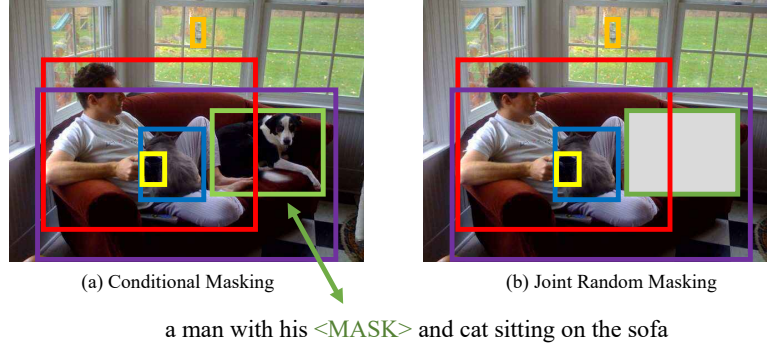 (a) Conditional Masking
(b) Joint Random Masking
a man with his <MASK> and cat sitting on the sofa